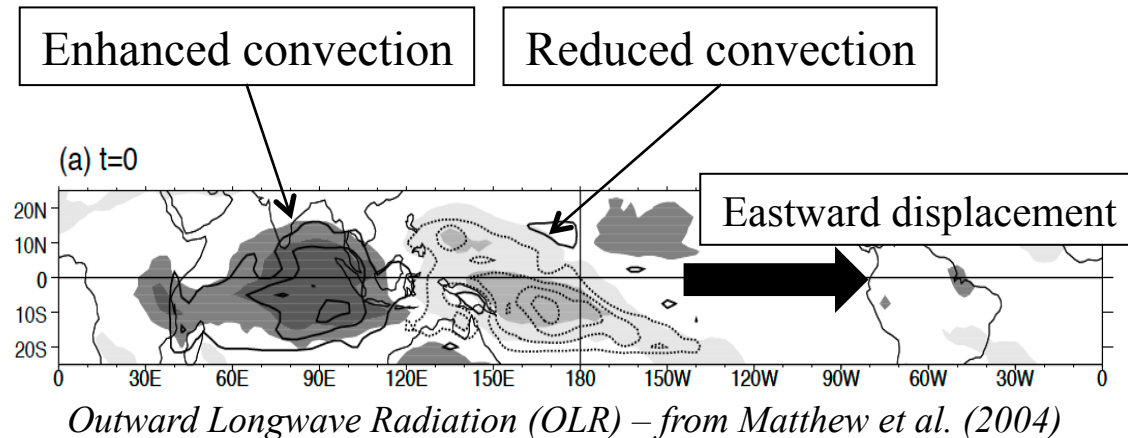 Enhanced convection
Reduced convection
(a) t=0
Eastward displacement
20N
10N
0
10S
20S
0 30E 60E 90E 120E 150E 180 150W 120W 90W 60W 30W 0
Outward Longwave Radiation (OLR) – from Matthew et al. (2004)